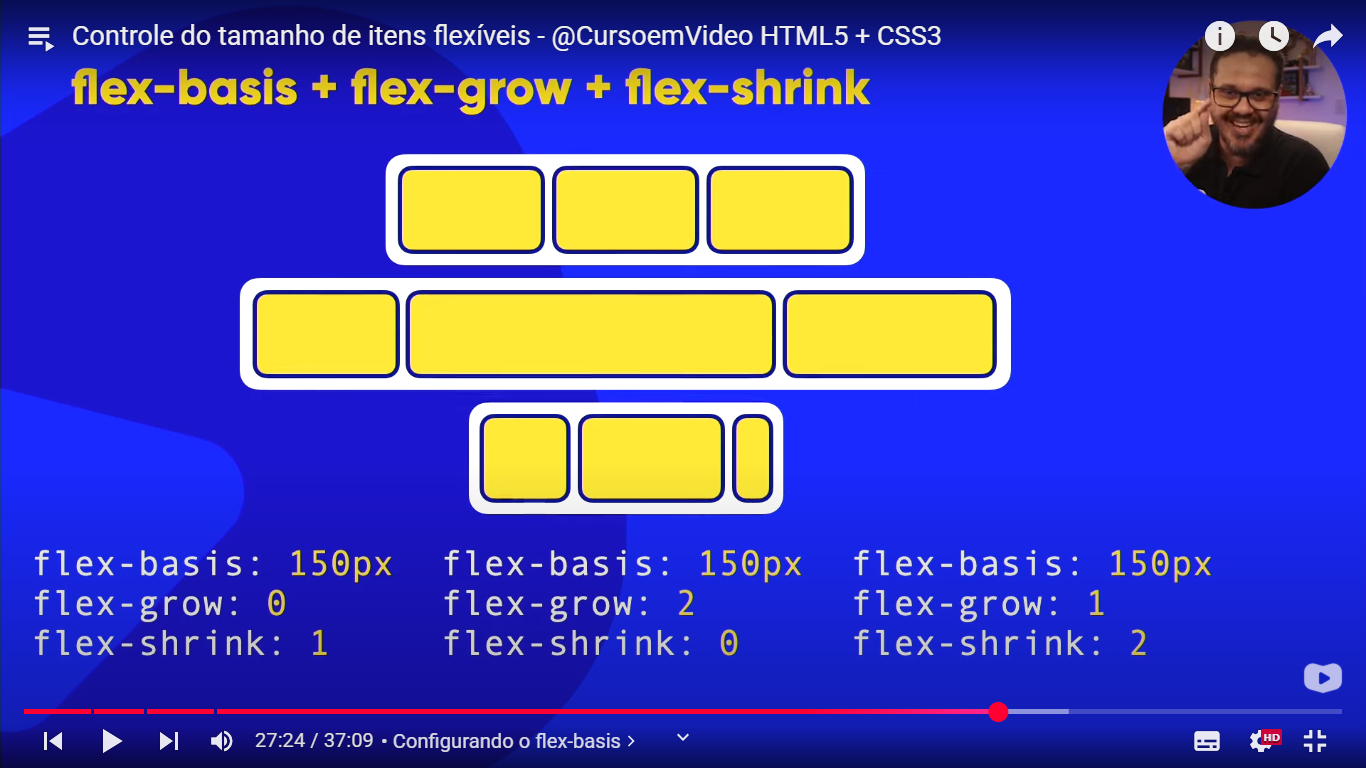 Controle do tamanho de itens flexíveis - @CursoemVideo HTML5 + CSS3
flex-basis + flex-grow + flex-shrink
flex-basis: 150px flex-basis: 150px flex-basis: 150px
flex-grow: 0 flex-grow: 2 flex-grow: 1
flex-shrink: 1 flex-shrink: 0 flex-shrink: 2
27:24 / 37:09 • Configurando o flex-basis
HD